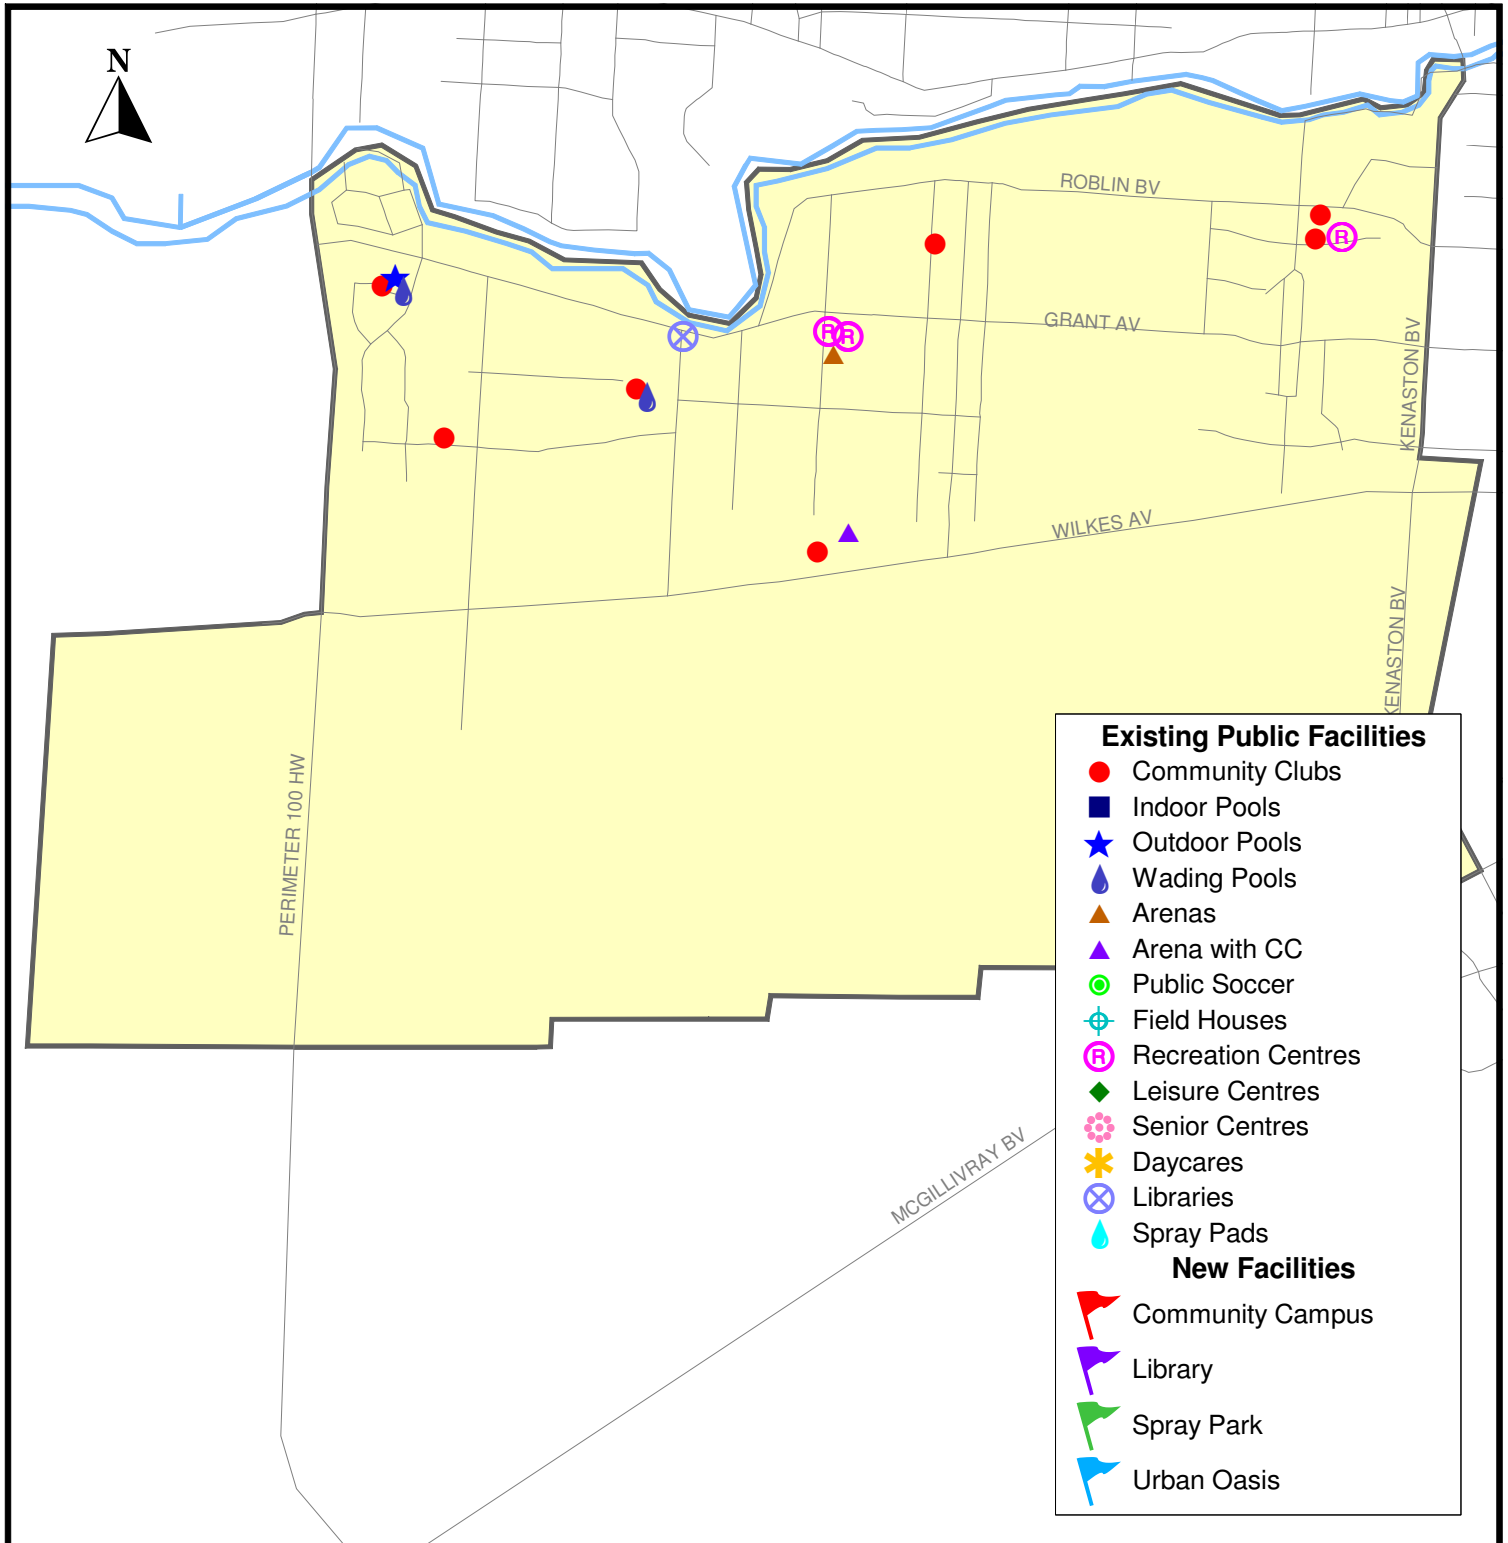 N
ROBLIN BV
R
GRANT AV
R
R
KENASTON BV
WILKES AV
KENASTON BV
PERIMETER 100 HW
MCGILLIVRAY BV
Existing Public Facilities
Community Clubs
Indoor Pools
Outdoor Pools
Wading Pools
Arenas
Arena with CC
Public Soccer
Field Houses
R Recreation Centres
Leisure Centres
Senior Centres
Daycares
Libraries
Spray Pads
New Facilities
Community Campus
Library
Spray Park
Urban Oasis